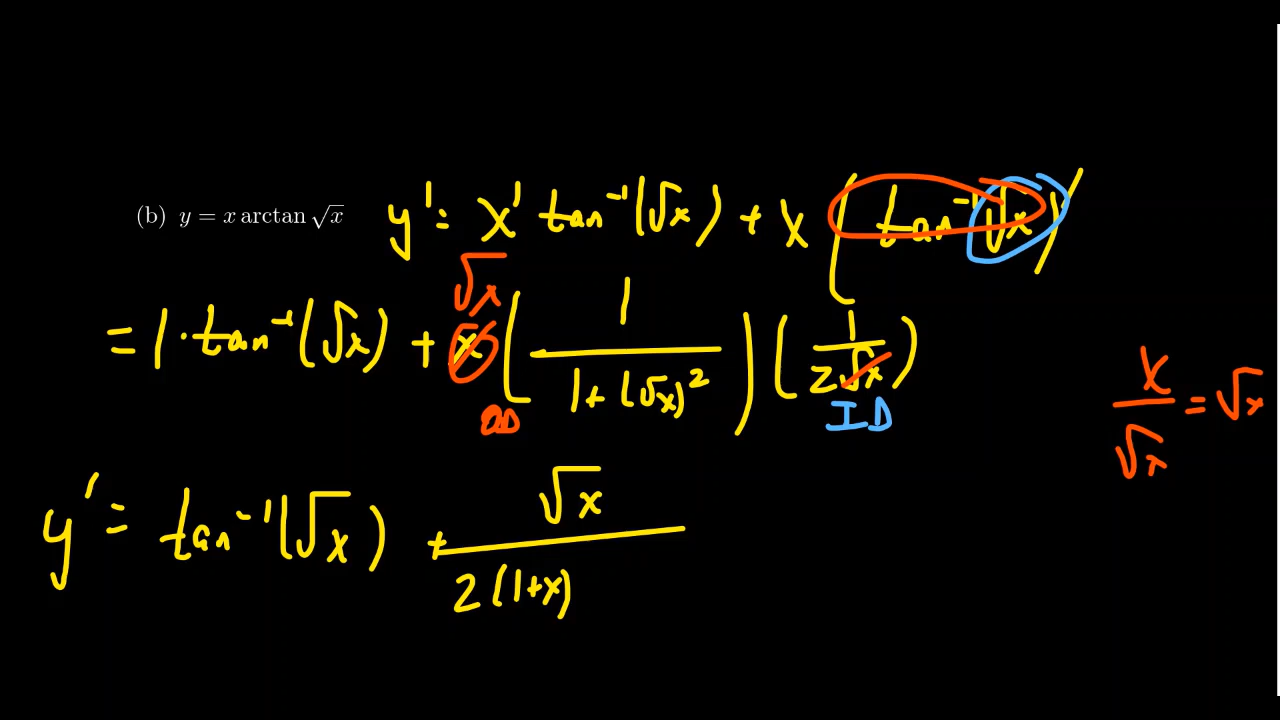 (b) y = x arctan √x y' = x' tan⁻¹(√x) + x (tan⁻¹(√x))'
√x
= 1 · tan⁻¹(√x) + x (1/(1+(√x)²)) (1/(2√x))
OD ID
x/√x = √x
y' = tan⁻¹(√x) + √x/(2(1+x))